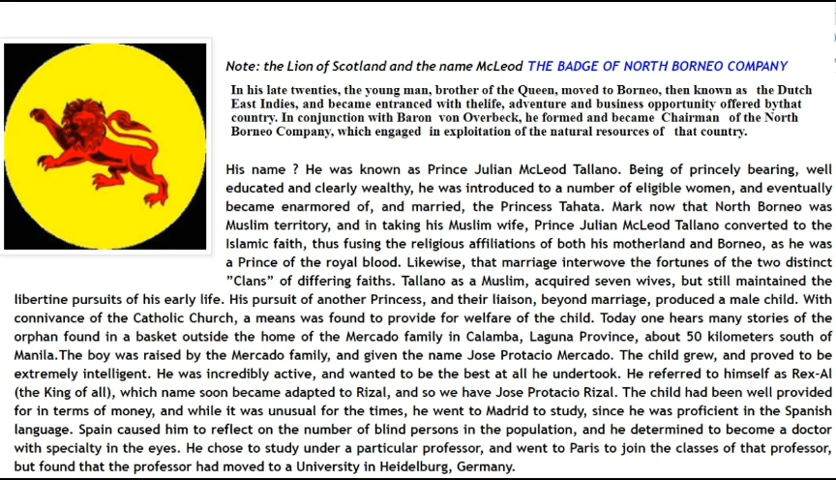 Note: the Lion of Scotland and the name McLeod THE BADGE OF NORTH BORNEO COMPANY
In his late twenties, the young man, brother of the Queen, moved to Borneo, then known as the Dutch
East Indies, and became entranced with thelife, adventure and business opportunity offered bythat
country. In conjunction with Baron von Overbeck, he formed and became Chairman of the North
Borneo Company, which engaged in exploitation of the natural resources of that country.
His name ? He was known as Prince Julian McLeod Tallano. Being of princely bearing, well
educated and clearly wealthy, he was introduced to a number of eligible women, and eventually
became enarmored of, and married, the Princess Tahata. Mark now that North Borneo was
Muslim territory, and in taking his Muslim wife, Prince Julian McLeod Tallano converted to the
Islamic faith, thus fusing the religious affiliations of both his motherland and Borneo, as he was
a Prince of the royal blood. Likewise, that marriage interwove the fortunes of the two distinct
”Clans” of differing faiths. Tallano as a Muslim, acquired seven wives, but still maintained the
libertine pursuits of his early life. His pursuit of another Princess, and their liaison, beyond marriage, produced a male child. With
connivance of the Catholic Church, a means was found to provide for welfare of the child. Today one hears many stories of the
orphan found in a basket outside the home of the Mercado family in Calamba, Laguna Province, about 50 kilometers south of
Manila.The boy was raised by the Mercado family, and given the name Jose Protacio Mercado. The child grew, and proved to be
extremely intelligent. He was incredibly active, and wanted to be the best at all he undertook. He referred to himself as Rex-Al
(the King of all), which name soon became adapted to Rizal, and so we have Jose Protacio Rizal. The child had been well provided
for in terms of money, and while it was unusual for the times, he went to Madrid to study, since he was proficient in the Spanish
language. Spain caused him to reflect on the number of blind persons in the population, and he determined to become a doctor
with specialty in the eyes. He chose to study under a particular professor, and went to Paris to join the classes of that professor,
but found that the professor had moved to a University in Heidelburg, Germany.